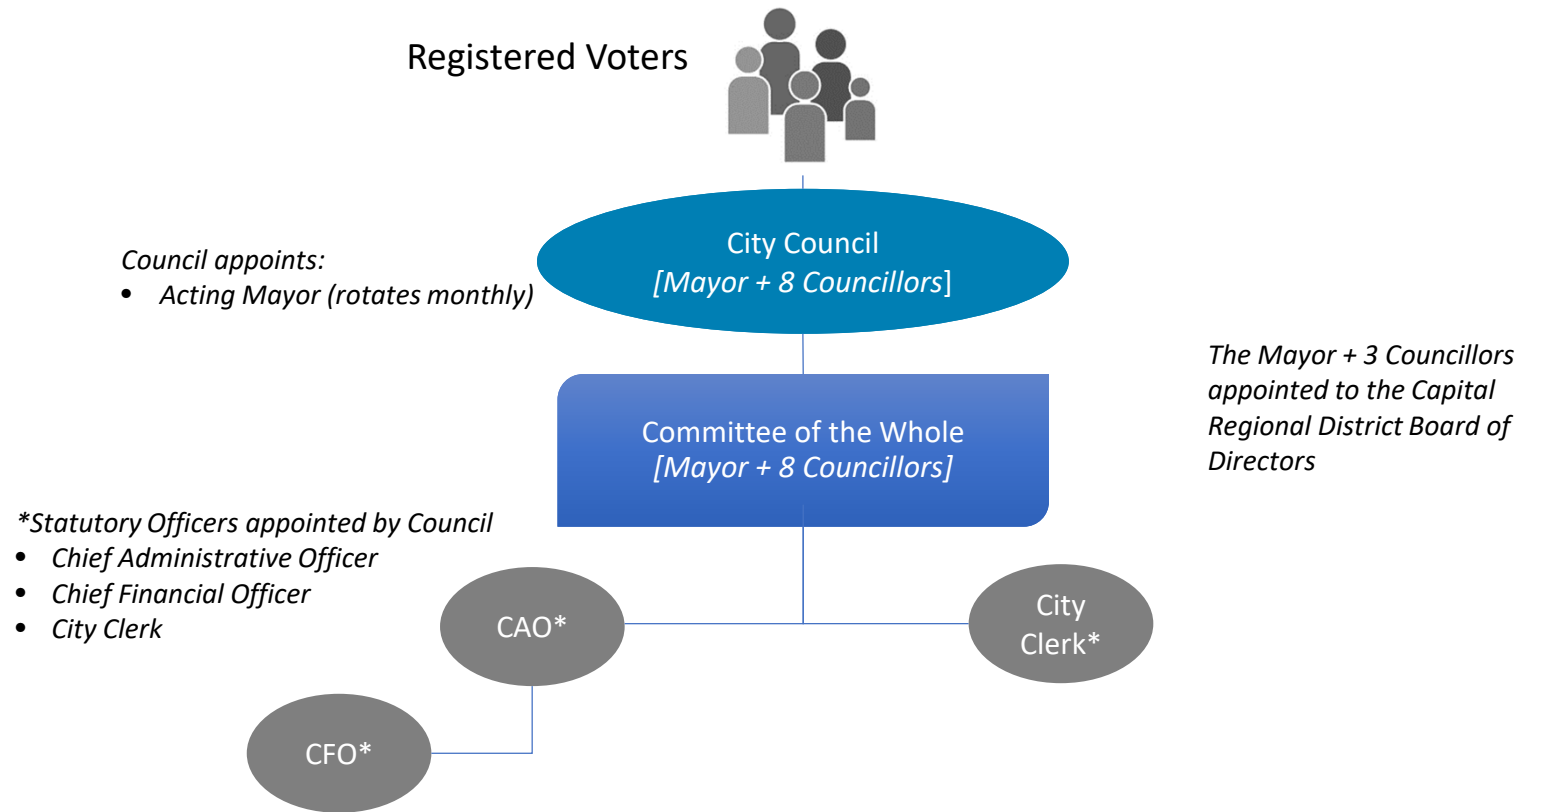 Registered Voters
City Council
[Mayor + 8 Councillors]
Council appoints:
• Acting Mayor (rotates monthly)
The Mayor + 3 Councillors
appointed to the Capital
Regional District Board of
Directors
Committee of the Whole
[Mayor + 8 Councillors]
*Statutory Officers appointed by Council
• Chief Administrative Officer
• Chief Financial Officer
• City Clerk
CAO*
City
Clerk*
CFO*